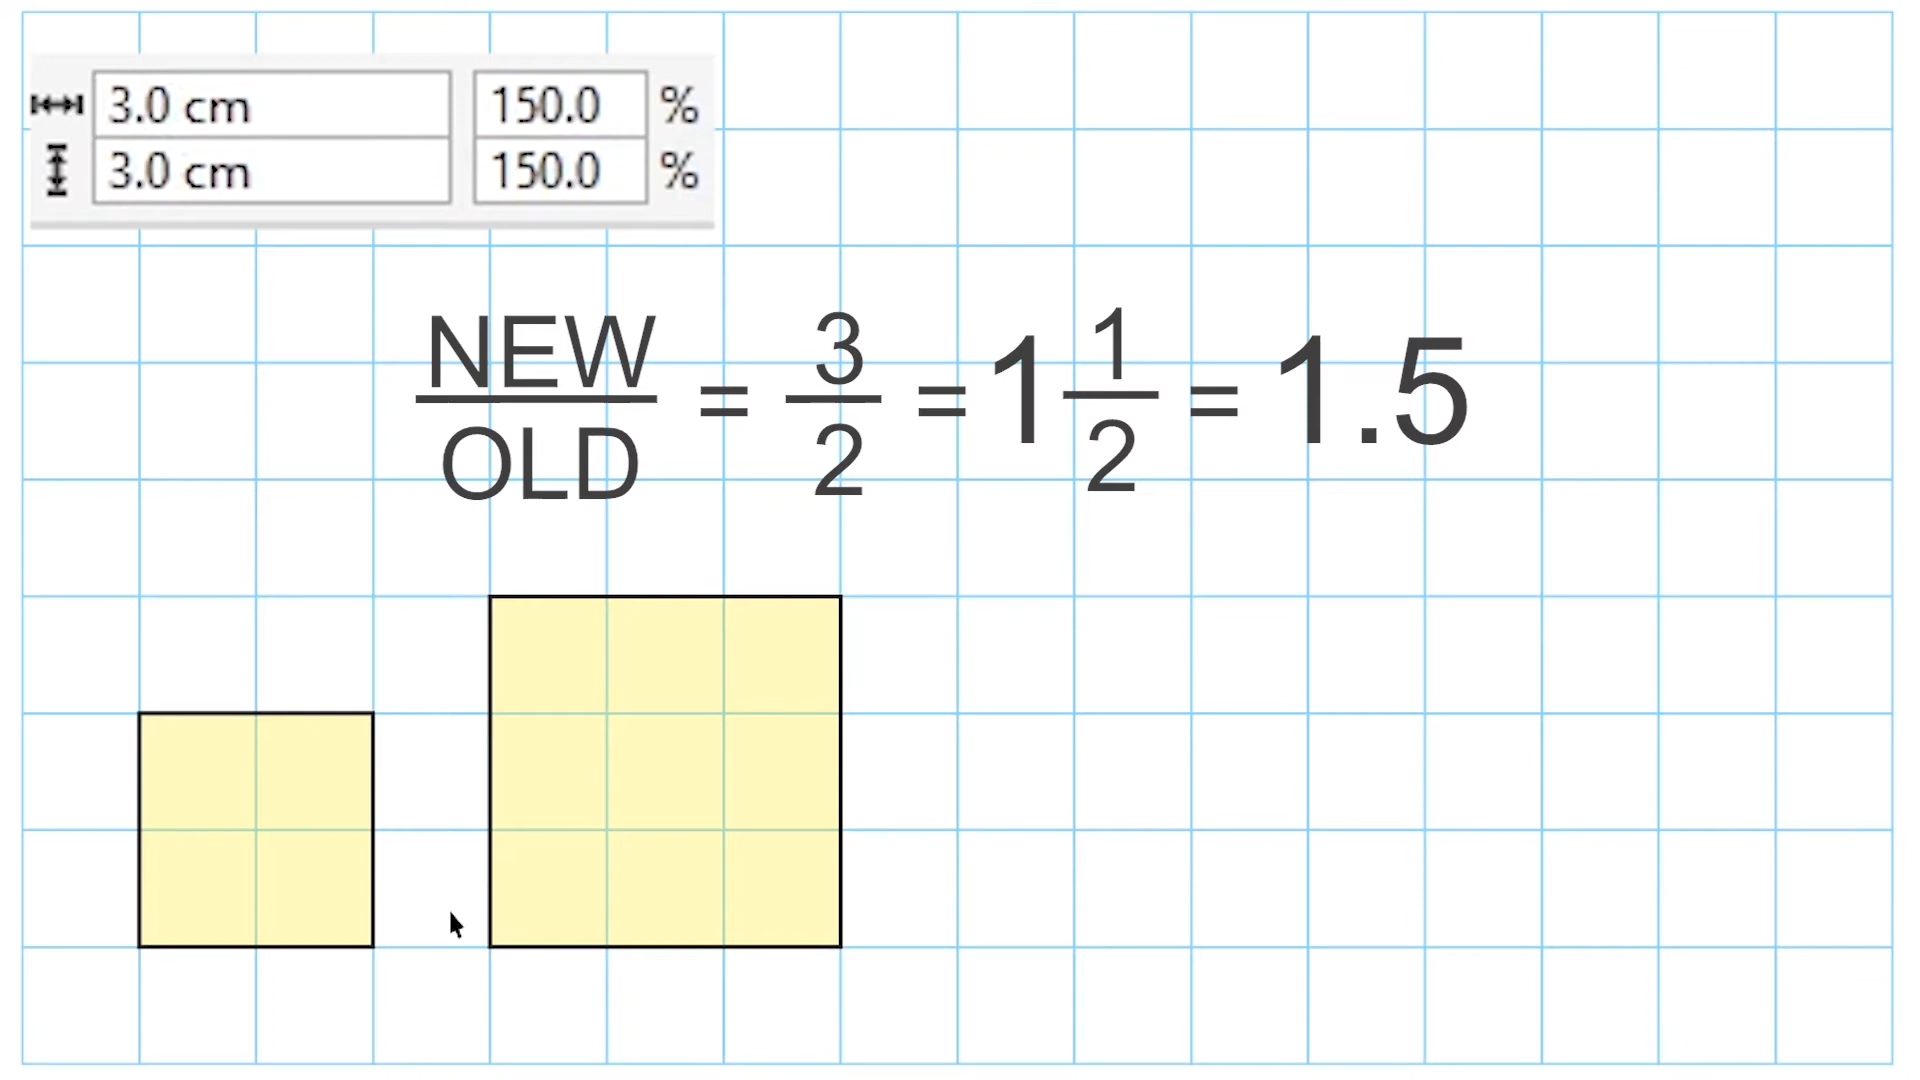 3.0 cm 150.0 %
3.0 cm 150.0 %
NEW/OLD = 3/2 = 1 1/2 = 1.5